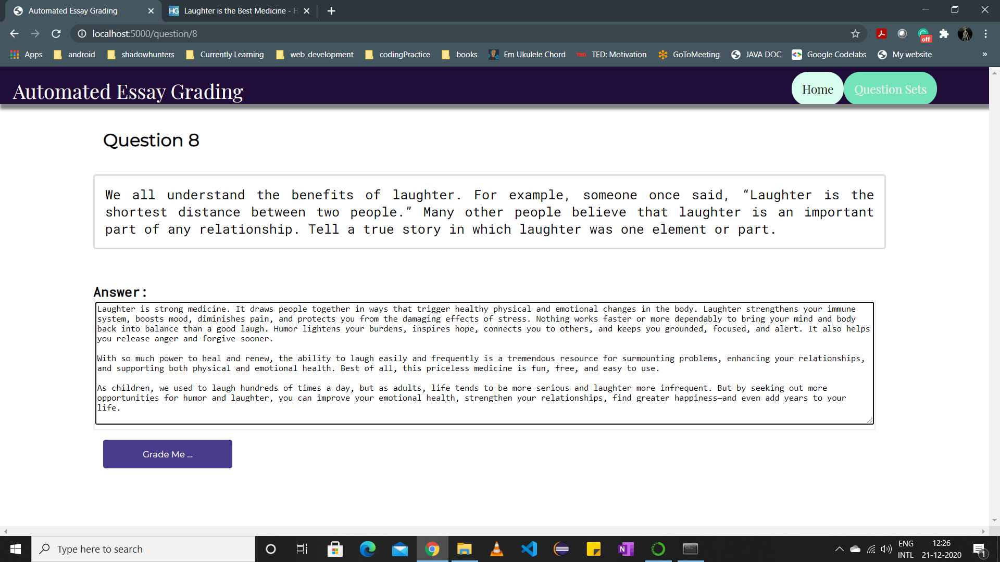 Automated Essay Grading
Laughter is the Best Medicine - H
localhost:5000/question/8
off
Apps
android
shadowhunters
Currently Learning
web_development
codingPractice
books
Em Ukulele Chord
TED
TED: Motivation
GoToMeeting
JAVA DOC
Google Codelabs
My website
»
Automated Essay Grading
Home
Question Sets
Question 8
We all understand the benefits of laughter. For example, someone once said, “Laughter is the
shortest distance between two people.” Many other people believe that laughter is an important
part of any relationship. Tell a true story in which laughter was one element or part.
Answer:
Laughter is strong medicine. It draws people together in ways that trigger healthy physical and emotional changes in the body. Laughter strengthens your immune
system, boosts mood, diminishes pain, and protects you from the damaging effects of stress. Nothing works faster or more dependably to bring your mind and body
back into balance than a good laugh. Humor lightens your burdens, inspires hope, connects you to others, and keeps you grounded, focused, and alert. It also helps
you release anger and forgive sooner.
With so much power to heal and renew, the ability to laugh easily and frequently is a tremendous resource for surmounting problems, enhancing your relationships,
and supporting both physical and emotional health. Best of all, this priceless medicine is fun, free, and easy to use.
As children, we used to laugh hundreds of times a day, but as adults, life tends to be more serious and laughter more infrequent. But by seeking out more
opportunities for humor and laughter, you can improve your emotional health, strengthen your relationships, find greater happiness—and even add years to your
life.
Grade Me ...
Type here to search
ENG
INTL
12:26
21-12-2020
1